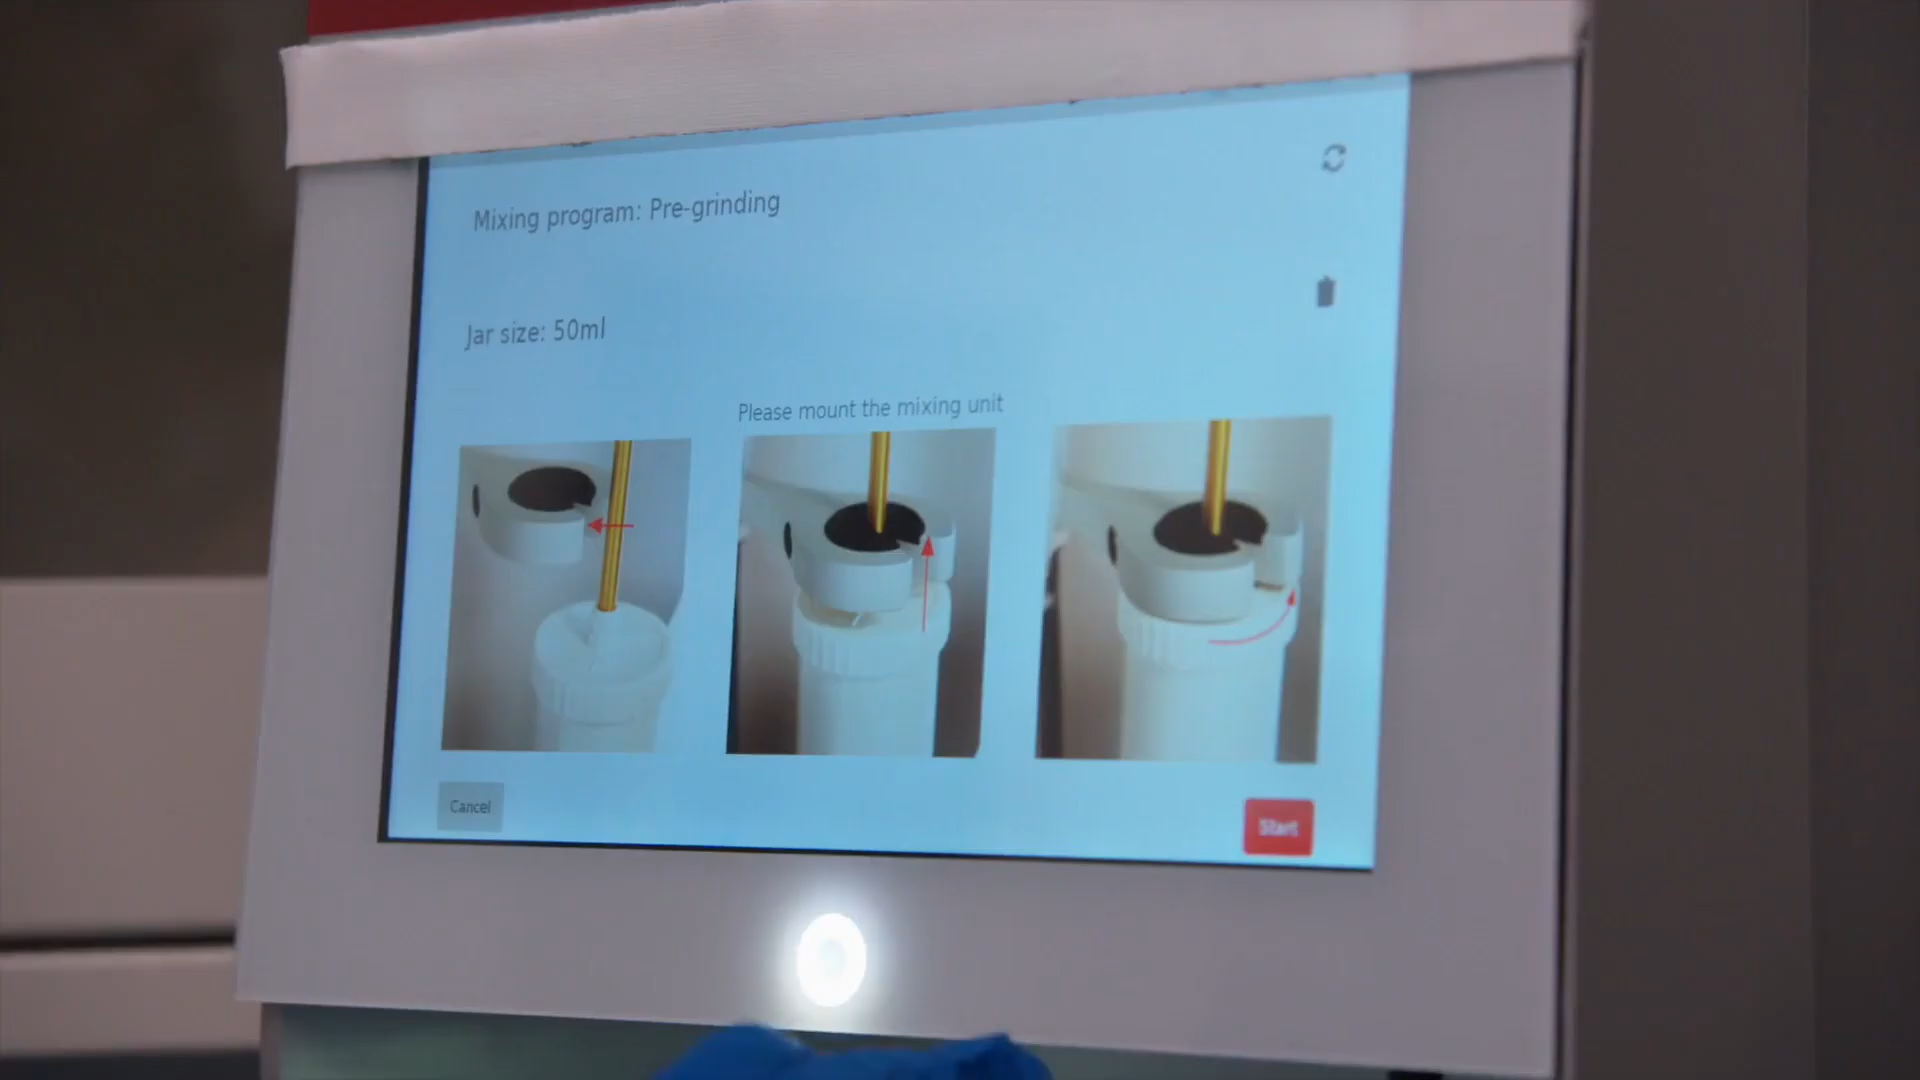 Mixing program: Pre-grinding
Jar size: 50ml
Please mount the mixing unit
Cancel
Start